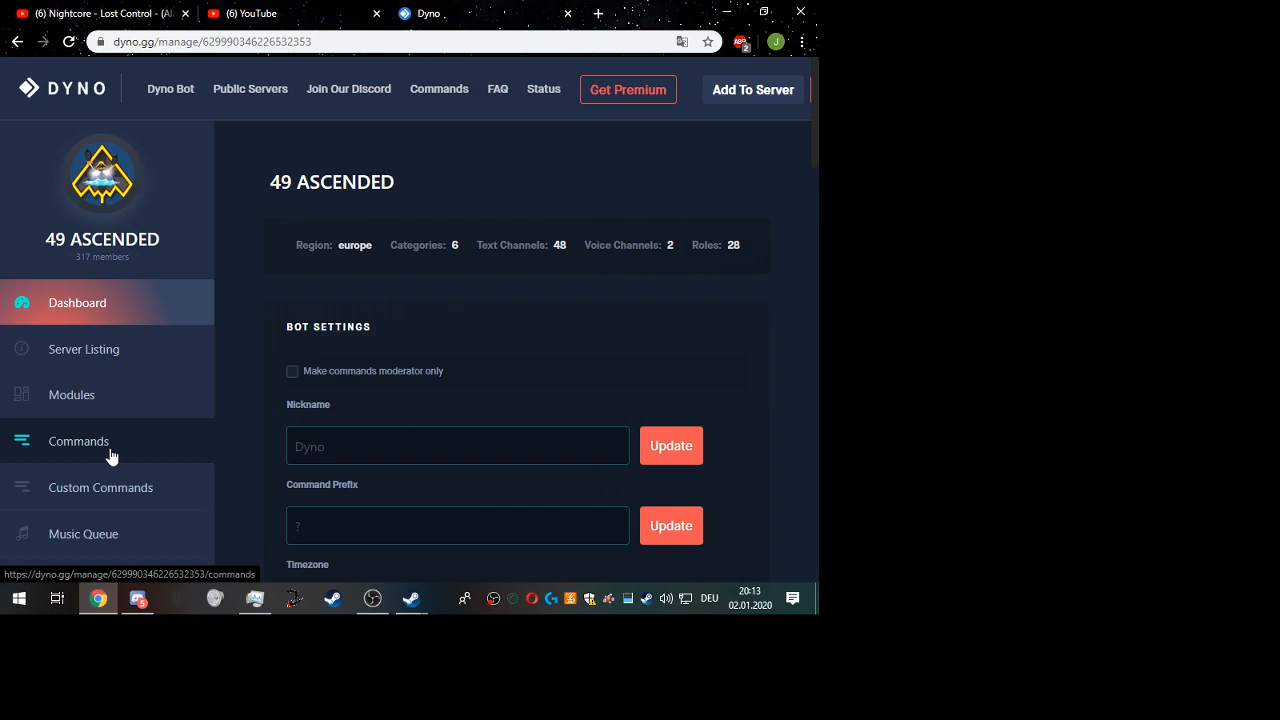 (6) Nightcore - Lost Control - (Al
(6) YouTube
Dyno
dyno.gg/manage/629990346226532353
ABP
2
J
DYNO
Dyno Bot
Public Servers
Join Our Discord
Commands
FAQ
Status
Get Premium
Add To Server
49 ASCENDED
317 members
Dashboard
Server Listing
Modules
Commands
Custom Commands
Music Queue
49 ASCENDED
Region: europe
Categories: 6
Text Channels: 48
Voice Channels: 2
Roles: 28
BOT SETTINGS
Make commands moderator only
Nickname
Dyno
Update
Command Prefix
?
Update
Timezone
https://dyno.gg/manage/629990346226532353/commands
5
DEU
20:13
02.01.2020